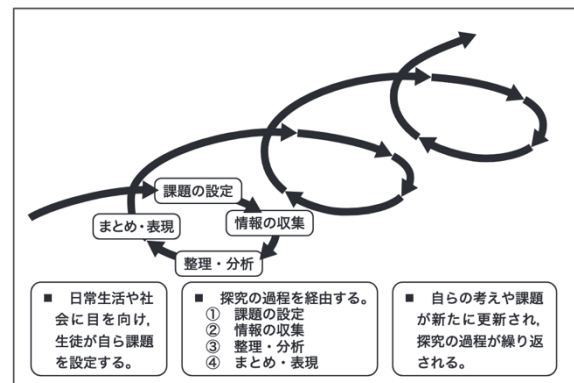 課題の設定
情報の収集
まとめ・表現
整理・分析
■ 日常生活や社
会に目を向け,
生徒が自ら課題
を設定する。
■ 探究の過程を経由する。
① 課題の設定
② 情報の収集
③ 整理・分析
④ まとめ・表現
■ 自らの考えや課題
が新たに更新され,
探究の過程が繰り返
される。